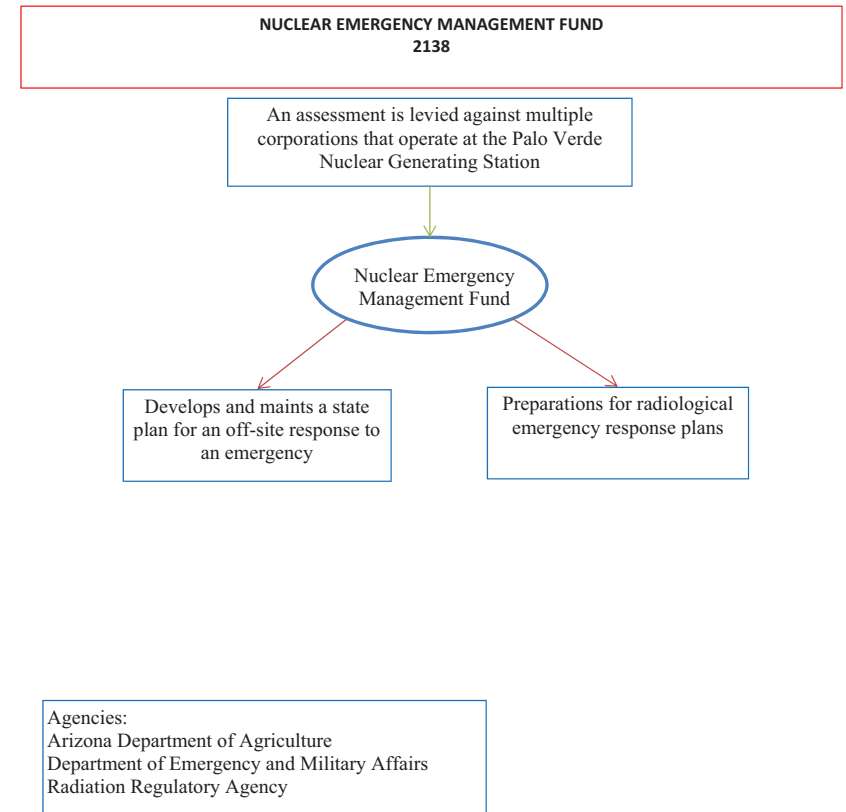 NUCLEAR EMERGENCY MANAGEMENT FUND
2138
An assessment is levied against multiple
corporations that operate at the Palo Verde
Nuclear Generating Station
Nuclear Emergency
Management Fund
Develops and maints a state
plan for an off-site response to
an emergency
Preparations for radiological
emergency response plans
Agencies:
Arizona Department of Agriculture
Department of Emergency and Military Affairs
Radiation Regulatory Agency